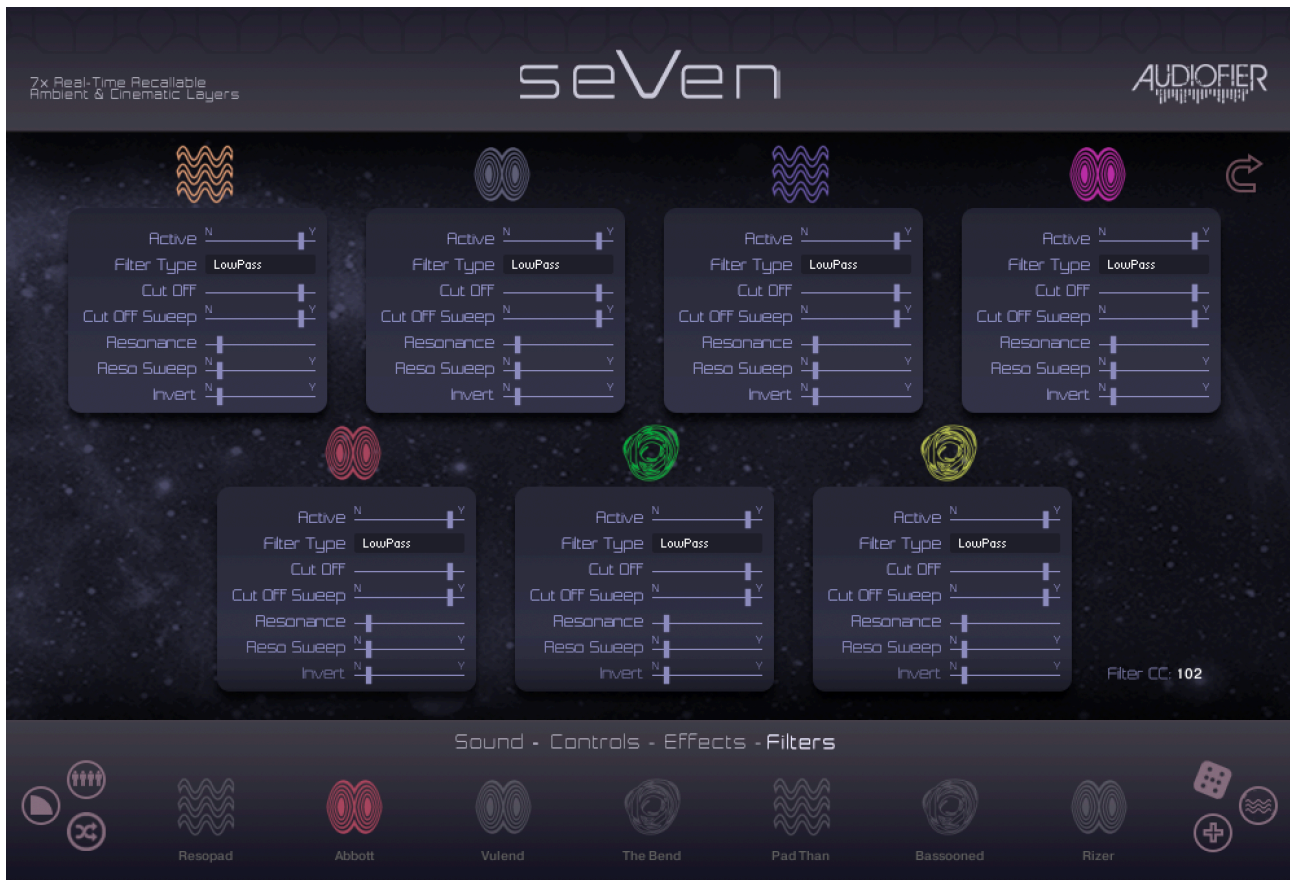 7x Real-Time Recallable
Ambient & Cinematic Layers
seVen
AUDIOFIER
Active N Y
Filter Type LowPass
Cut Off
Cut Off Sweep N Y
Resonance
Reso Sweep N Y
Invert N Y
Active N Y
Filter Type LowPass
Cut Off
Cut Off Sweep N Y
Resonance
Reso Sweep N Y
Invert N Y
Active N Y
Filter Type LowPass
Cut Off
Cut Off Sweep N Y
Resonance
Reso Sweep N Y
Invert N Y
Active N Y
Filter Type LowPass
Cut Off
Cut Off Sweep N Y
Resonance
Reso Sweep N Y
Invert N Y
Active N Y
Filter Type LowPass
Cut Off
Cut Off Sweep N Y
Resonance
Reso Sweep N Y
Invert N Y
Active N Y
Filter Type LowPass
Cut Off
Cut Off Sweep N Y
Resonance
Reso Sweep N Y
Invert N Y
Active N Y
Filter Type LowPass
Cut Off
Cut Off Sweep N Y
Resonance
Reso Sweep N Y
Invert N Y
Filter CC: 102
Sound - Controls - Effects - Filters
Resopad Abbott Vulend The Bend Pad Than Bassooned Rizer